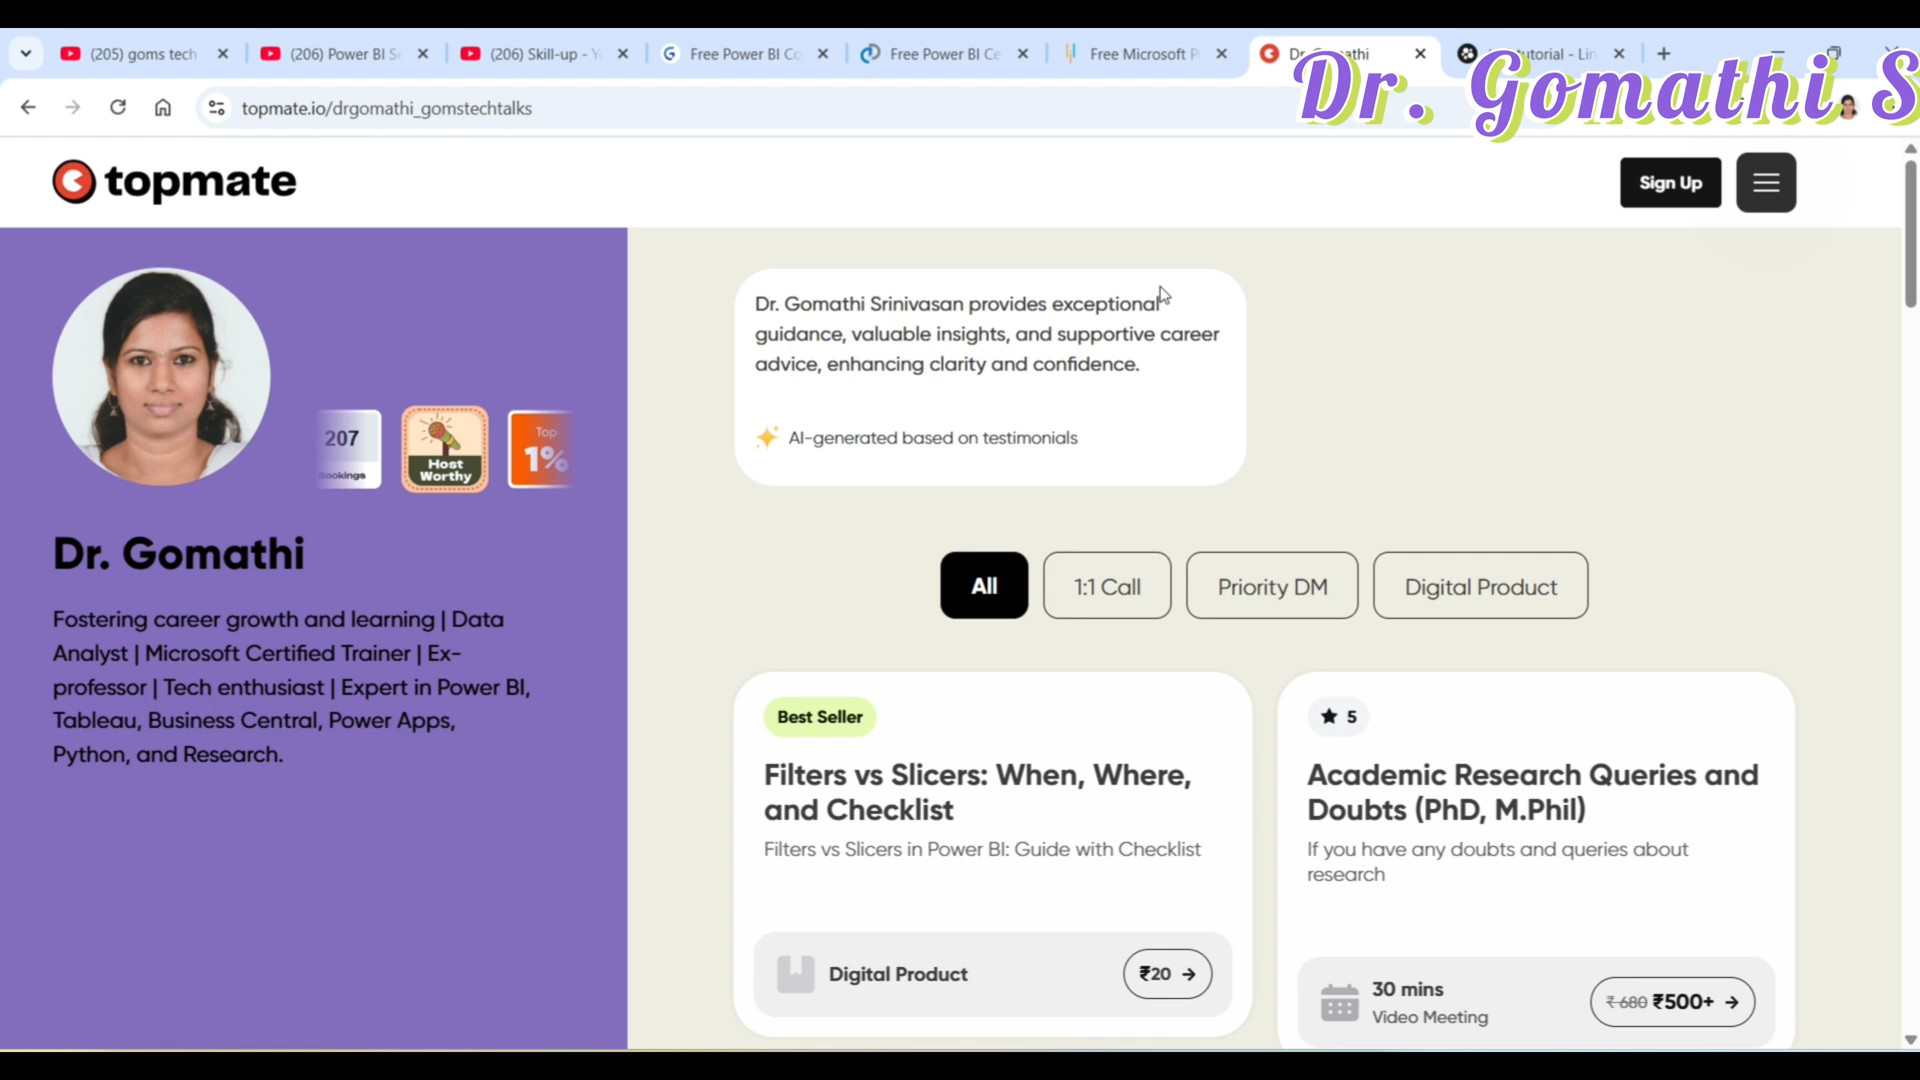 (205) goms tech
(206) Power BI S
(206) Skill-up - Y
Free Power BI Co
Free Power BI Ce
Free Microsoft P
Dr. Gomathi
tutorial - Lin
Dr. Gomathi S
topmate.io/drgomathi_gomstechtalks
topmate
Sign Up
Dr. Gomathi Srinivasan provides exceptional
guidance, valuable insights, and supportive career
advice, enhancing clarity and confidence.
AI-generated based on testimonials
207
Bookings
Host
Worthy
Top
1%
Dr. Gomathi
Fostering career growth and learning | Data
Analyst | Microsoft Certified Trainer | Ex-
professor | Tech enthusiast | Expert in Power BI,
Tableau, Business Central, Power Apps,
Python, and Research.
All
1:1 Call
Priority DM
Digital Product
Best Seller
Filters vs Slicers: When, Where,
and Checklist
Filters vs Slicers in Power BI: Guide with Checklist
Digital Product
₹20 →
5
Academic Research Queries and
Doubts (PhD, M.Phil)
If you have any doubts and queries about
research
30 mins
Video Meeting
₹680 ₹500+ →